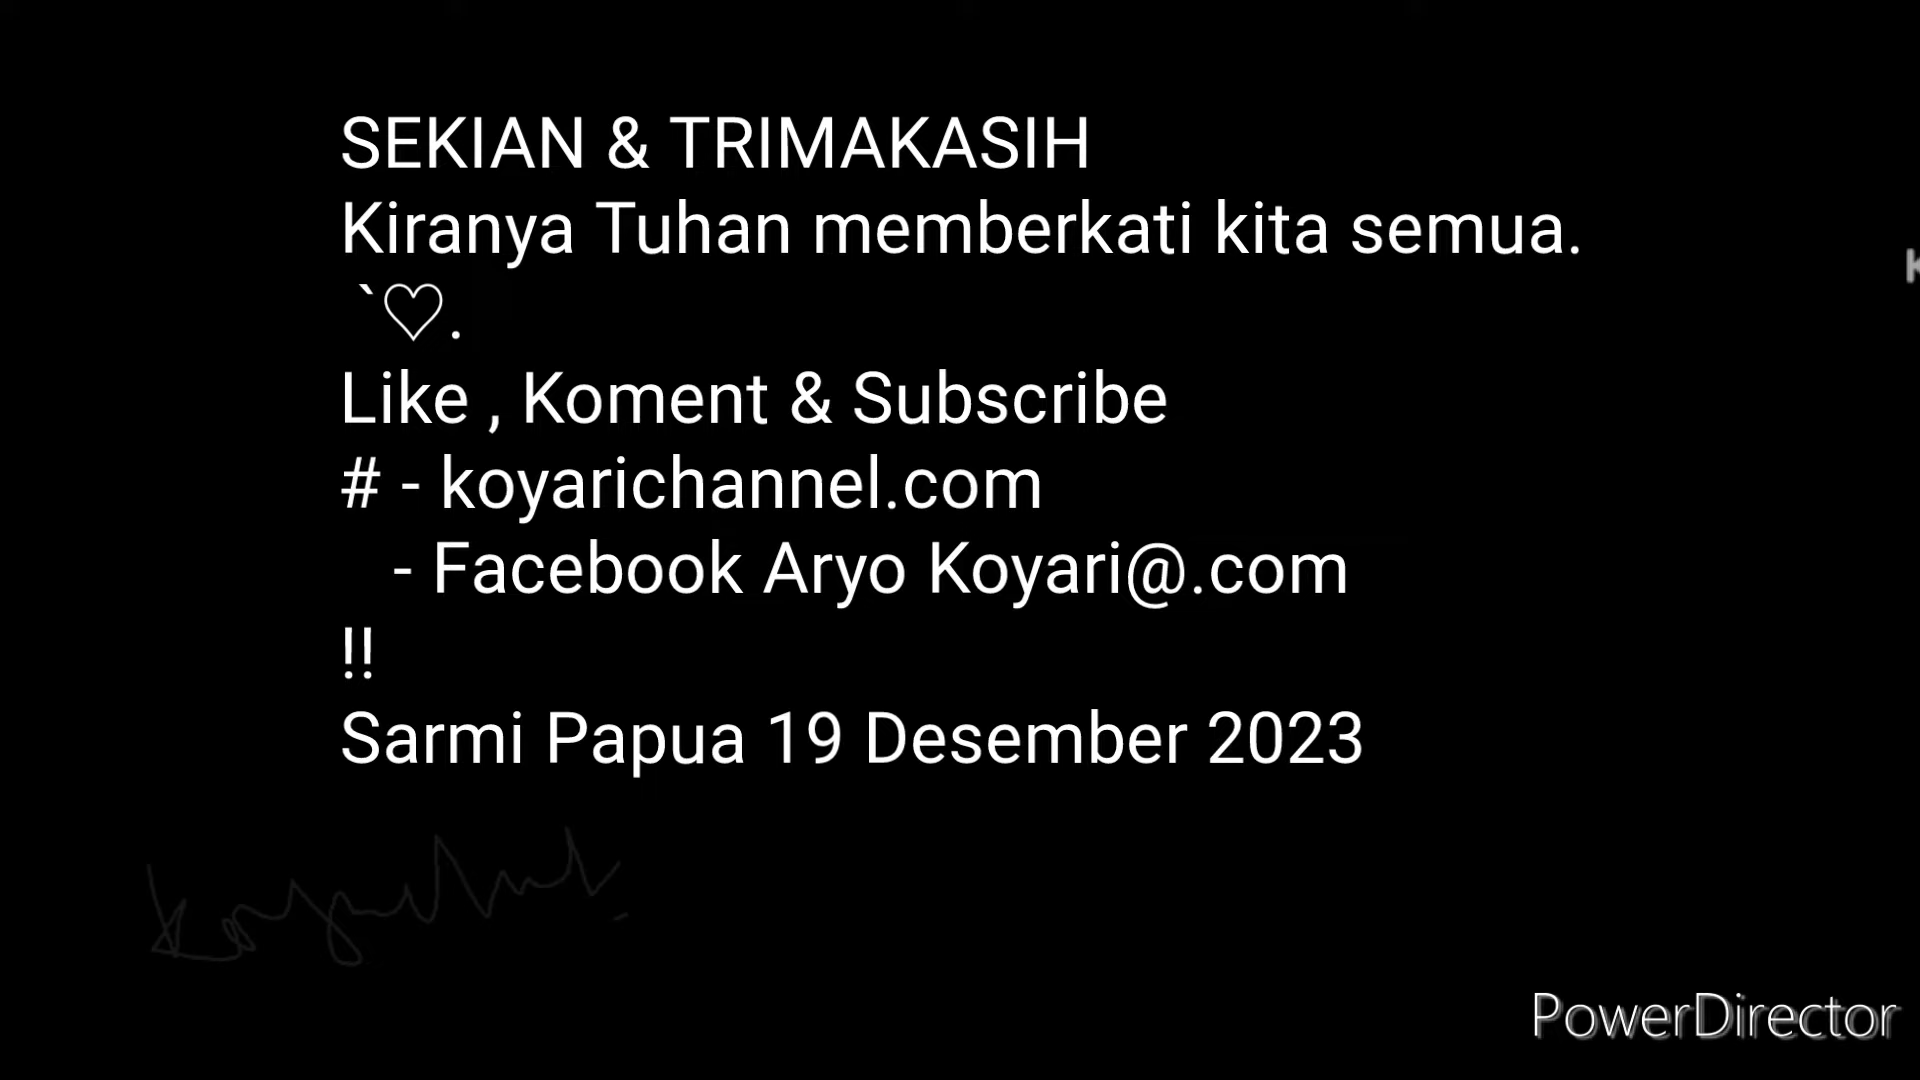 SEKIAN & TRIMAKASIH
Kiranya Tuhan memberkati kita semua.
`♡.
Like , Koment & Subscribe
# - koyarichannel.com
- Facebook Aryo Koyari@.com
!!
Sarmi Papua 19 Desember 2023
PowerDirector